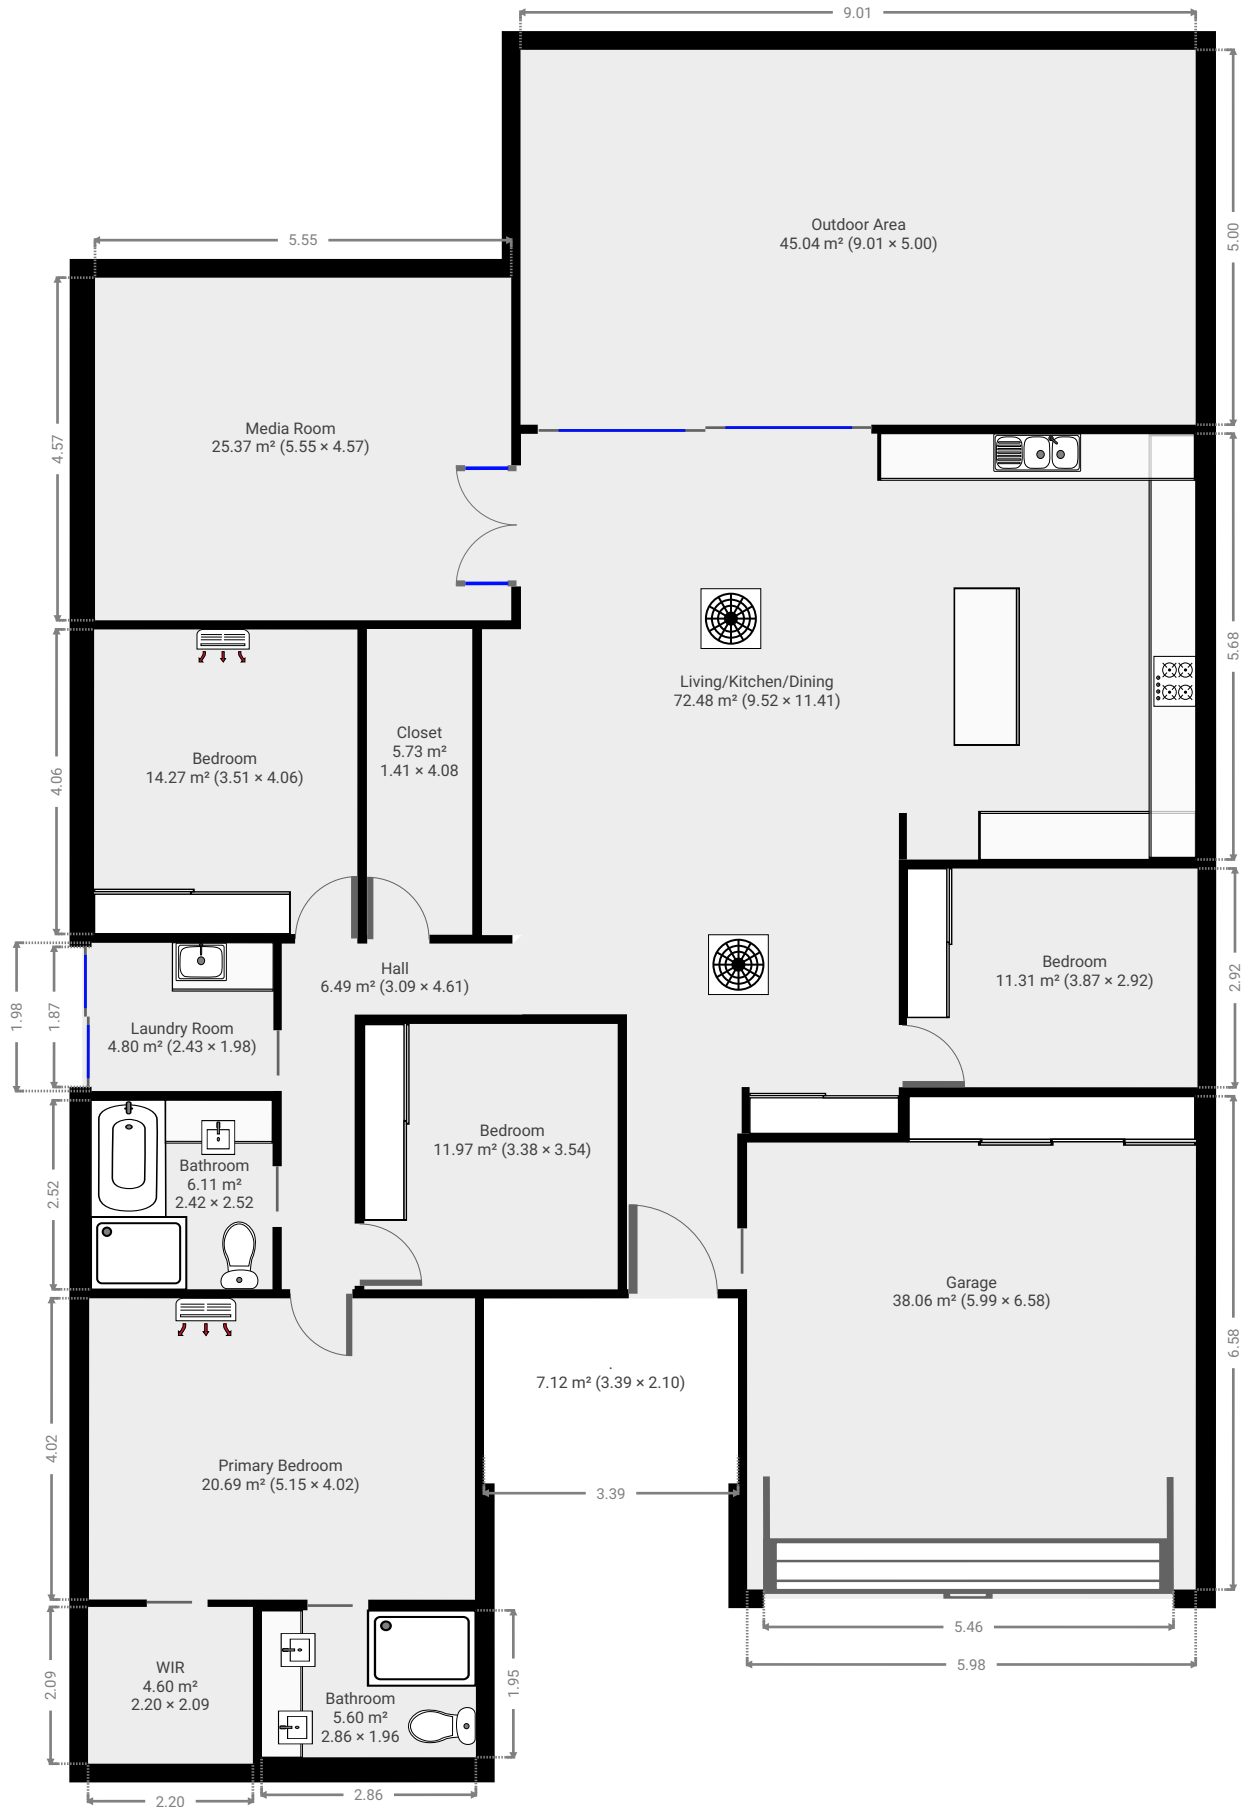 9.01
Outdoor Area
45.04 m² (9.01 × 5.00)
5.00
5.55
Media Room
25.37 m² (5.55 × 4.57)
4.57
Living/Kitchen/Dining
72.48 m² (9.52 × 11.41)
5.68
Closet
5.73 m²
1.41 × 4.08
Bedroom
14.27 m² (3.51 × 4.06)
4.06
Hall
6.49 m² (3.09 × 4.61)
Bedroom
11.31 m² (3.87 × 2.92)
2.92
1.98
1.87
Laundry Room
4.80 m² (2.43 × 1.98)
Bedroom
11.97 m² (3.38 × 3.54)
Bathroom
6.11 m²
2.42 × 2.52
2.52
Garage
38.06 m² (5.99 × 6.58)
6.58
.
7.12 m² (3.39 × 2.10)
4.02
Primary Bedroom
20.69 m² (5.15 × 4.02)
3.39
5.46
5.98
WIR
4.60 m²
2.20 × 2.09
2.09
Bathroom
5.60 m²
2.86 × 1.96
1.95
2.86
2.20